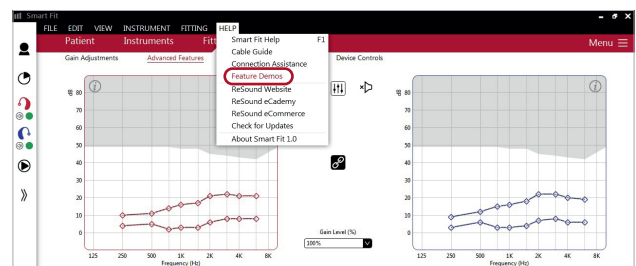 Smart Fit
FILE EDIT VIEW INSTRUMENT FITTING HELP
Patient Instruments Fitt Menu
Gain Adjustments Advanced Features Device Controls
Smart Fit Help F1
Cable Guide
Connection Assistance
Feature Demos
ReSound Website
ReSound eCademy
ReSound eCommerce
Check for Updates
About Smart Fit 1.0
dB 80
70
60
50
40
30
20
10
0
125 250 500 1K 2K 4K 8K
Frequency (Hz)
Gain Level (%)
100%
dB 80
70
60
50
40
30
20
10
0
125 250 500 1K 2K 4K 8K
Frequency (Hz)